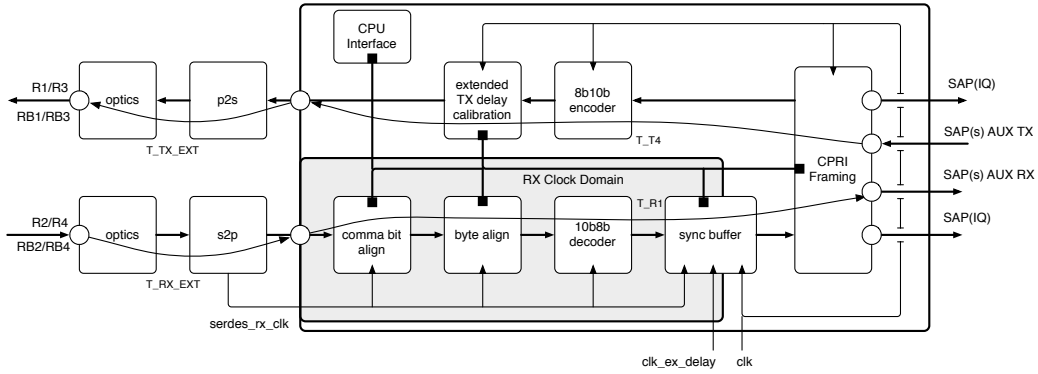 CPU
Interface
R1/R3
RB1/RB3
optics
p2s
extended
TX delay
calibration
8b10b
encoder
SAP(IQ)
SAP(s) AUX TX
T_TX_EXT
T_T4
CPRI
Framing
RX Clock Domain
SAP(s) AUX RX
T_R1
R2/R4
RB2/RB4
optics
s2p
comma bit
align
byte align
10b8b
decoder
sync buffer
SAP(IQ)
T_RX_EXT
serdes_rx_clk
clk_ex_delay
clk